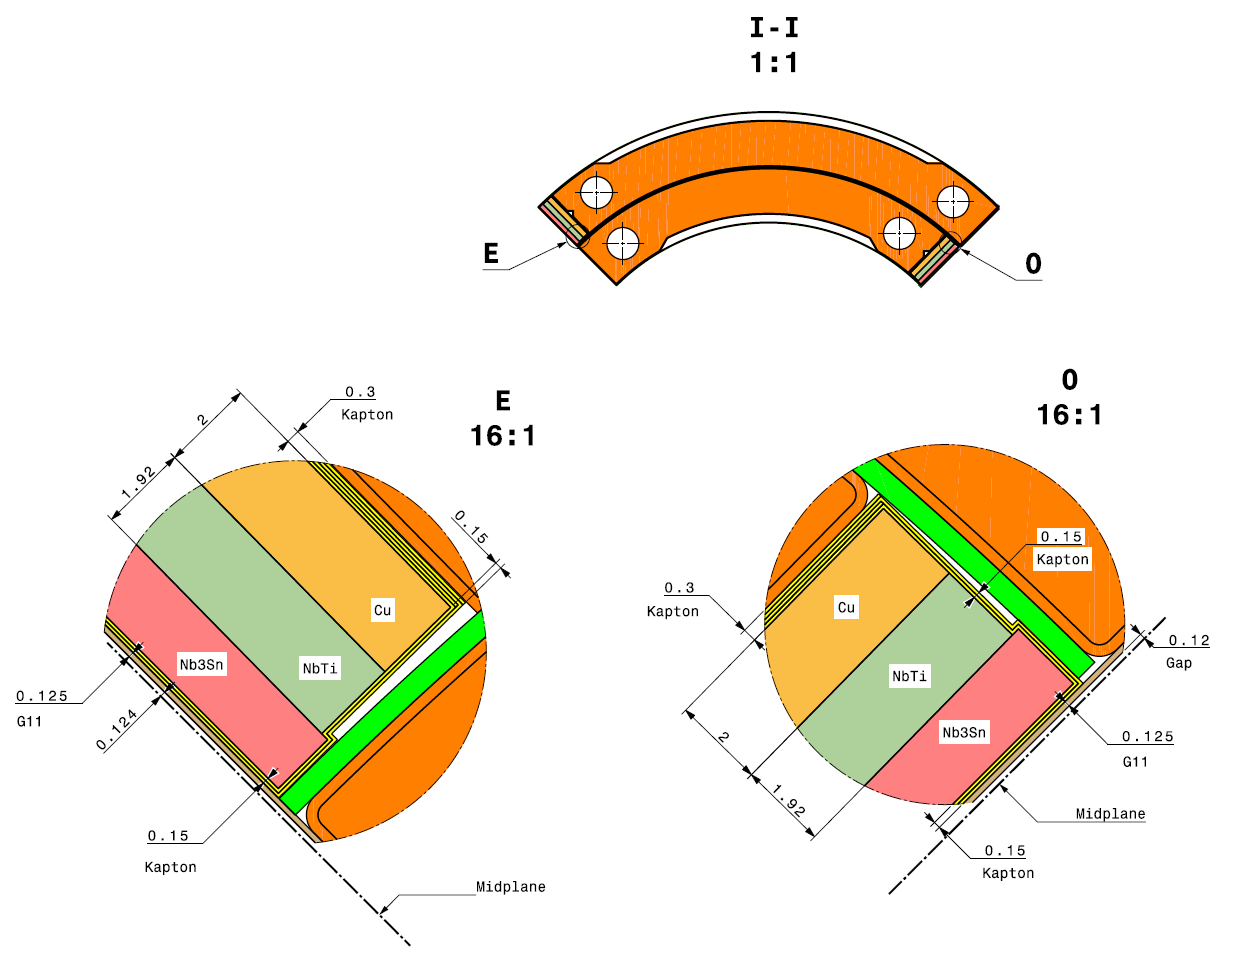 I-I
1:1
E
O
0.3
Kapton
2
1.92
E
16:1
0.15
Cu
NbTi
Nb3Sn
0.125
G11
0.124
0.15
Kapton
Midplane
O
16:1
0.15
Kapton
0.3
Kapton
Cu
NbTi
Nb3Sn
0.12
Gap
0.125
G11
2
1.92
Midplane
0.15
Kapton